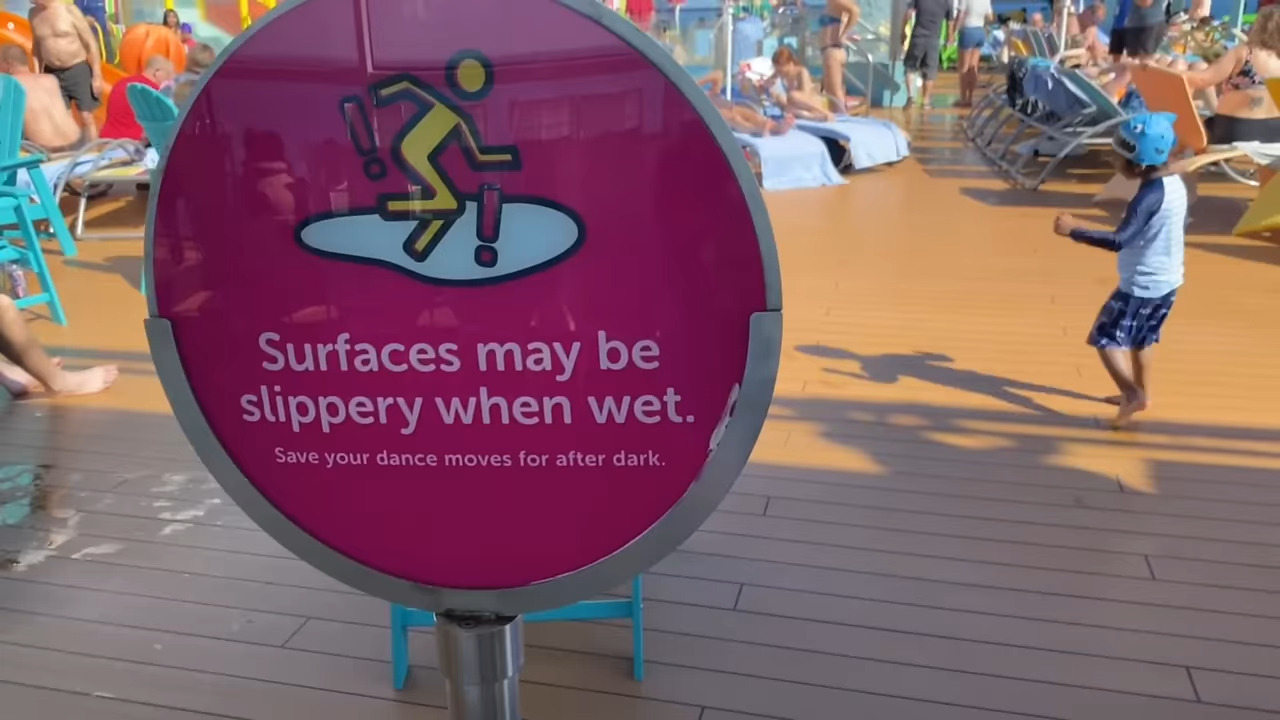 Surfaces may be
slippery when wet.
Save your dance moves for after dark.